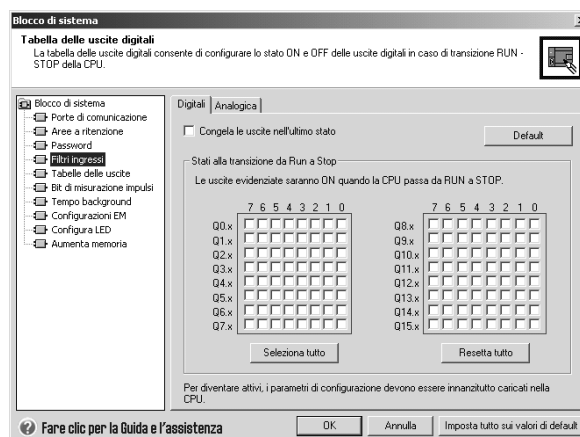 Blocco di sistema
Tabella delle uscite digitali
La tabella delle uscite digitali consente di configurare lo stato ON e OFF delle uscite digitali in caso di transizione RUN -
STOP della CPU.
Blocco di sistema
Porte di comunicazione
Aree a ritenzione
Password
Filtri ingressi
Tabelle delle uscite
Bit di misurazione impulsi
Tempo background
Configurazioni EM
Configura LED
Aumenta memoria
Digitali
Analogica
Congela le uscite nell'ultimo stato
Default
Stati alla transizione da Run a Stop
Le uscite evidenziate saranno ON quando la CPU passa da RUN a STOP.
7 6 5 4 3 2 1 0
Q0.x
Q1.x
Q2.x
Q3.x
Q4.x
Q5.x
Q6.x
Q7.x
Seleziona tutto
7 6 5 4 3 2 1 0
Q8.x
Q9.x
Q10.x
Q11.x
Q12.x
Q13.x
Q14.x
Q15.x
Resetta tutto
Per diventare attivi, i parametri di configurazione devono essere innanzitutto caricati nella
CPU.
Fare clic per la Guida e l'assistenza
OK
Annulla
Imposta tutto sui valori di default